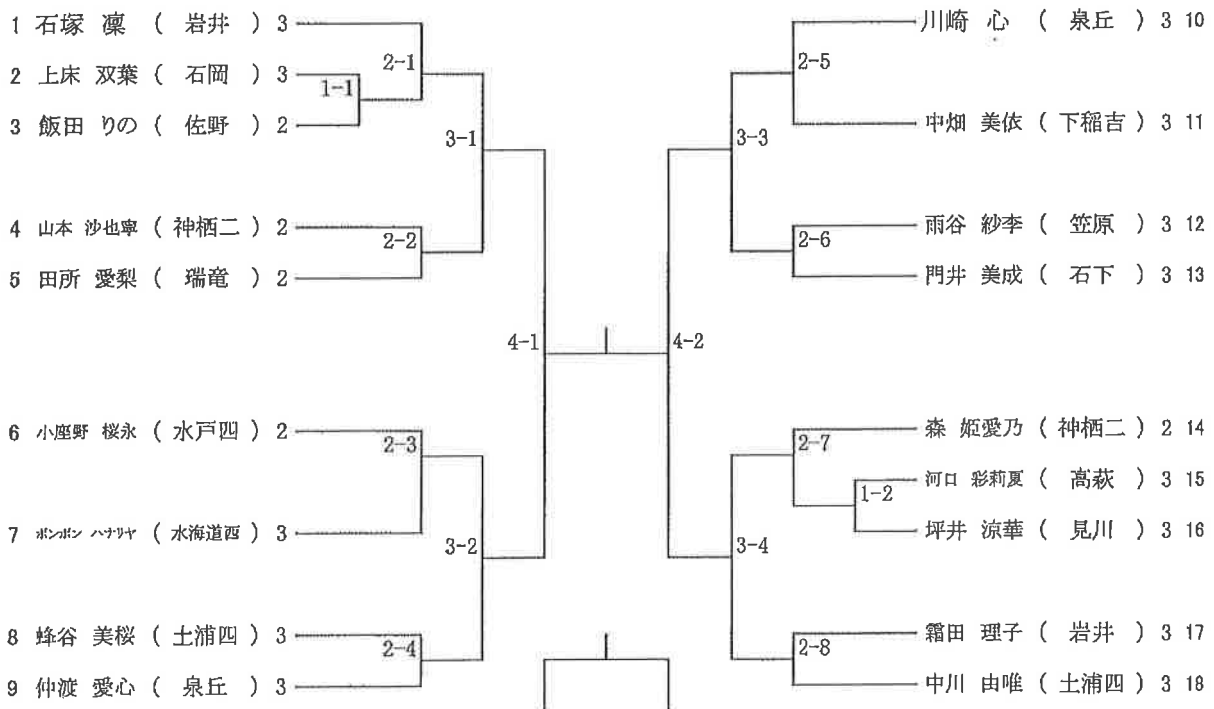 1 石塚 凜 ( 岩井 ) 3
2 上床 双葉 ( 石岡 ) 3
3 飯田 りの ( 佐野 ) 2
4 山本 沙也寧 ( 神栖二 ) 2
5 田所 愛梨 ( 瑞竜 ) 2
6 小座野 桜永 ( 水戸四 ) 2
7 ボンボン ハナリヤ ( 水海道西 ) 3
8 蜂谷 美桜 ( 土浦四 ) 3
9 仲渡 愛心 ( 泉丘 ) 3
1-1
2-1
2-2
2-3
2-4
3-1
3-2
4-1
4-2
3-3
3-4
2-5
2-6
2-7
1-2
2-8
川崎 心 ( 泉丘 ) 3 10
中畑 美依 ( 下稲吉 ) 3 11
雨谷 紗李 ( 笠原 ) 3 12
門井 美成 ( 石下 ) 3 13
森 姫愛乃 ( 神栖二 ) 2 14
河口 彩莉夏 ( 高萩 ) 3 15
坪井 涼華 ( 見川 ) 3 16
霜田 理子 ( 岩井 ) 3 17
中川 由唯 ( 土浦四 ) 3 18